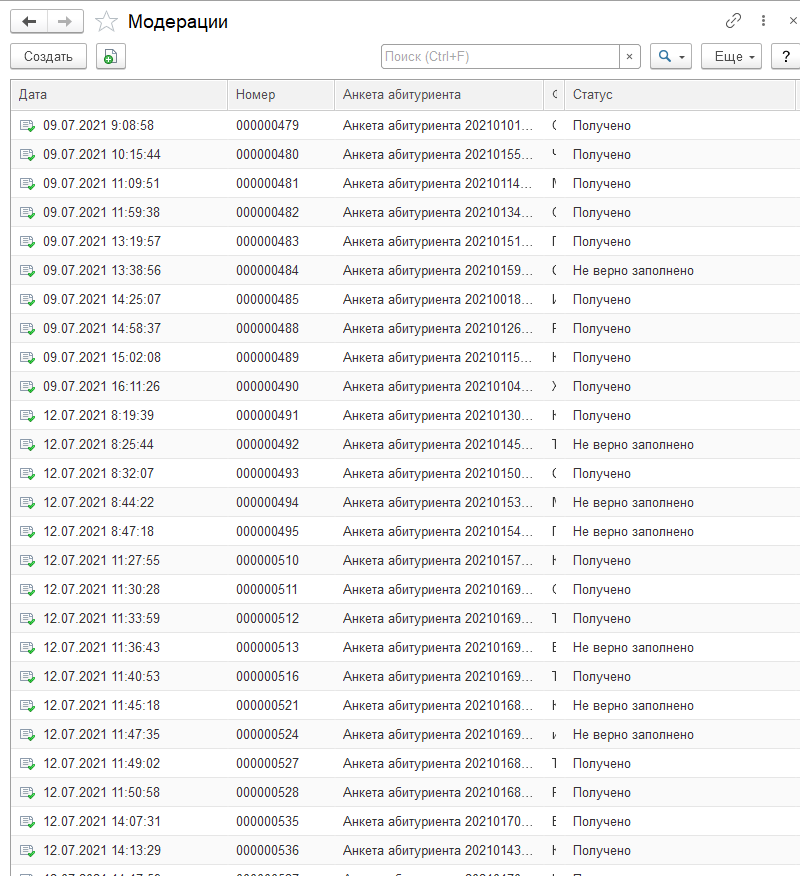 Модерации
Создать Поиск (Ctrl+F) × Еще ?
Дата Номер Анкета абитуриента Статус
09.07.2021 9:08:58 000000479 Анкета абитуриента 20210101... Получено
09.07.2021 10:15:44 000000480 Анкета абитуриента 20210155... Получено
09.07.2021 11:09:51 000000481 Анкета абитуриента 20210114... Получено
09.07.2021 11:59:38 000000482 Анкета абитуриента 20210134... Получено
09.07.2021 13:19:57 000000483 Анкета абитуриента 20210151... Получено
09.07.2021 13:38:56 000000484 Анкета абитуриента 20210159... Не верно заполнено
09.07.2021 14:25:07 000000485 Анкета абитуриента 20210018... Получено
09.07.2021 14:58:37 000000488 Анкета абитуриента 20210126... Получено
09.07.2021 15:02:08 000000489 Анкета абитуриента 20210115... Получено
09.07.2021 16:11:26 000000490 Анкета абитуриента 20210104... Получено
12.07.2021 8:19:39 000000491 Анкета абитуриента 20210130... Получено
12.07.2021 8:25:44 000000492 Анкета абитуриента 20210145... Не верно заполнено
12.07.2021 8:32:07 000000493 Анкета абитуриента 20210150... Получено
12.07.2021 8:44:22 000000494 Анкета абитуриента 20210153... Не верно заполнено
12.07.2021 8:47:18 000000495 Анкета абитуриента 20210154... Не верно заполнено
12.07.2021 11:27:55 000000510 Анкета абитуриента 20210157... Получено
12.07.2021 11:30:28 000000511 Анкета абитуриента 20210169... Получено
12.07.2021 11:33:59 000000512 Анкета абитуриента 20210169... Получено
12.07.2021 11:36:43 000000513 Анкета абитуриента 20210169... Не верно заполнено
12.07.2021 11:40:53 000000516 Анкета абитуриента 20210169... Получено
12.07.2021 11:45:18 000000521 Анкета абитуриента 20210168... Не верно заполнено
12.07.2021 11:47:35 000000524 Анкета абитуриента 20210169... Не верно заполнено
12.07.2021 11:49:02 000000527 Анкета абитуриента 20210168... Получено
12.07.2021 11:50:58 000000528 Анкета абитуриента 20210168... Получено
12.07.2021 14:07:31 000000535 Анкета абитуриента 20210170... Получено
12.07.2021 14:13:29 000000536 Анкета абитуриента 20210143... Получено